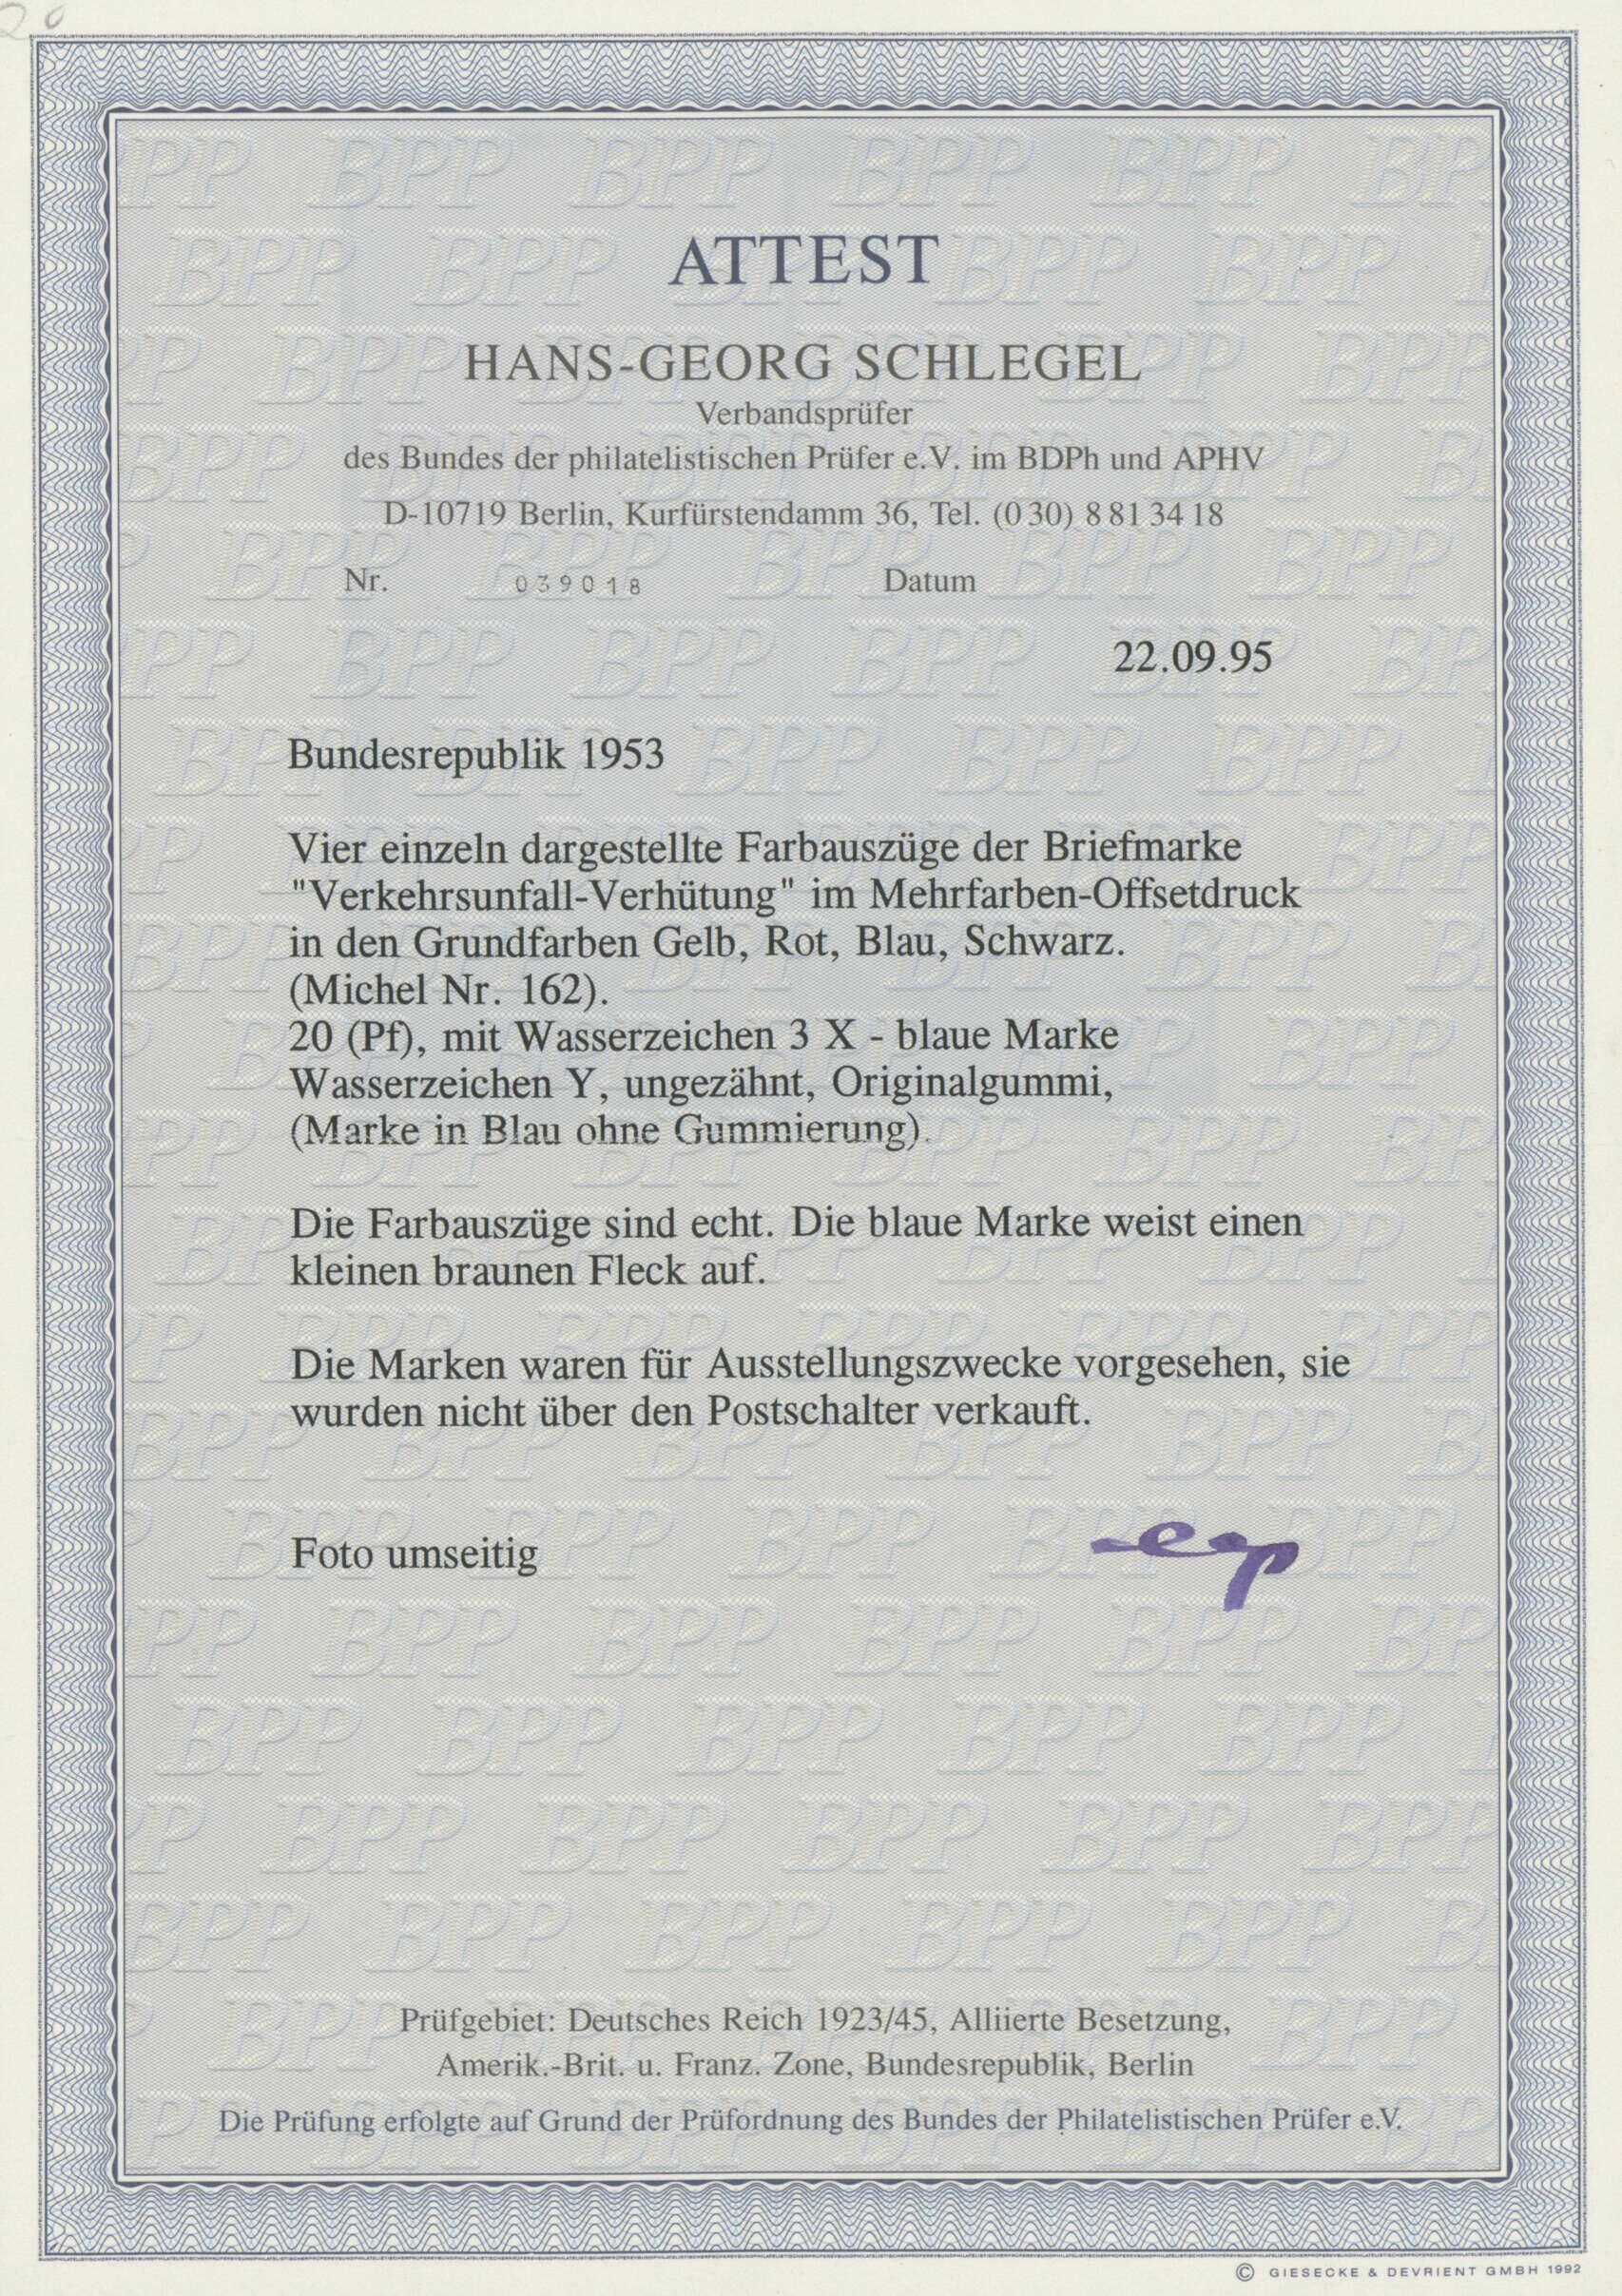 ATTEST
HANS-GEORG SCHLEGEL
Verbandsprüfer
des Bundes der philatelistischen Prüfer e.V. im BDPh und APHV
D-10719 Berlin, Kurfürstendamm 36, Tel. (0 30) 8 81 34 18
Nr. 039018 Datum
22.09.95
Bundesrepublik 1953
Vier einzeln dargestellte Farbauszüge der Briefmarke
"Verkehrsunfall-Verhütung" im Mehrfarben-Offsetdruck
in den Grundfarben Gelb, Rot, Blau, Schwarz.
(Michel Nr. 162).
20 (Pf), mit Wasserzeichen 3 X - blaue Marke
Wasserzeichen Y, ungezähnt, Originalgummi,
(Marke in Blau ohne Gummierung).
Die Farbauszüge sind echt. Die blaue Marke weist einen
kleinen braunen Fleck auf.
Die Marken waren für Ausstellungszwecke vorgesehen, sie
wurden nicht über den Postschalter verkauft.
Foto umseitig
Prüfgebiet: Deutsches Reich 1923/45, Alliierte Besetzung,
Amerik.-Brit. u. Franz. Zone, Bundesrepublik, Berlin
Die Prüfung erfolgte auf Grund der Prüfordnung des Bundes der Philatelistischen Prüfer e.V.
© GIESECKE & DEVRIENT GMBH 1992